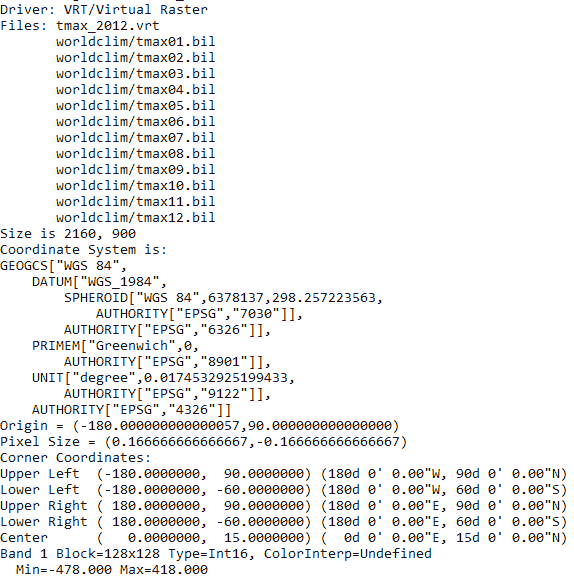 Driver: VRT/Virtual Raster
Files: tmax_2012.vrt
       worldclim/tmax01.bil
       worldclim/tmax02.bil
       worldclim/tmax03.bil
       worldclim/tmax04.bil
       worldclim/tmax05.bil
       worldclim/tmax06.bil
       worldclim/tmax07.bil
       worldclim/tmax08.bil
       worldclim/tmax09.bil
       worldclim/tmax10.bil
       worldclim/tmax11.bil
       worldclim/tmax12.bil
Size is 2160, 900
Coordinate System is:
GEOGCS["WGS 84",
    DATUM["WGS_1984",
        SPHEROID["WGS 84",6378137,298.257223563,
            AUTHORITY["EPSG","7030"]],
        AUTHORITY["EPSG","6326"]],
    PRIMEM["Greenwich",0,
        AUTHORITY["EPSG","8901"]],
    UNIT["degree",0.0174532925199433,
        AUTHORITY["EPSG","9122"]],
    AUTHORITY["EPSG","4326"]]
Origin = (-180.000000000000057,90.000000000000000)
Pixel Size = (0.166666666666667,-0.166666666666667)
Corner Coordinates:
Upper Left  (-180.0000000,  90.0000000) (180d 0' 0.00"W, 90d 0' 0.00"N)
Lower Left  (-180.0000000, -60.0000000) (180d 0' 0.00"W, 60d 0' 0.00"S)
Upper Right ( 180.0000000,  90.0000000) (180d 0' 0.00"E, 90d 0' 0.00"N)
Lower Right ( 180.0000000, -60.0000000) (180d 0' 0.00"E, 60d 0' 0.00"S)
Center      (   0.0000000,  15.0000000) (  0d 0' 0.00"E, 15d 0' 0.00"N)
Band 1 Block=128x128 Type=Int16, ColorInterp=Undefined
  Min=-478.000 Max=418.000